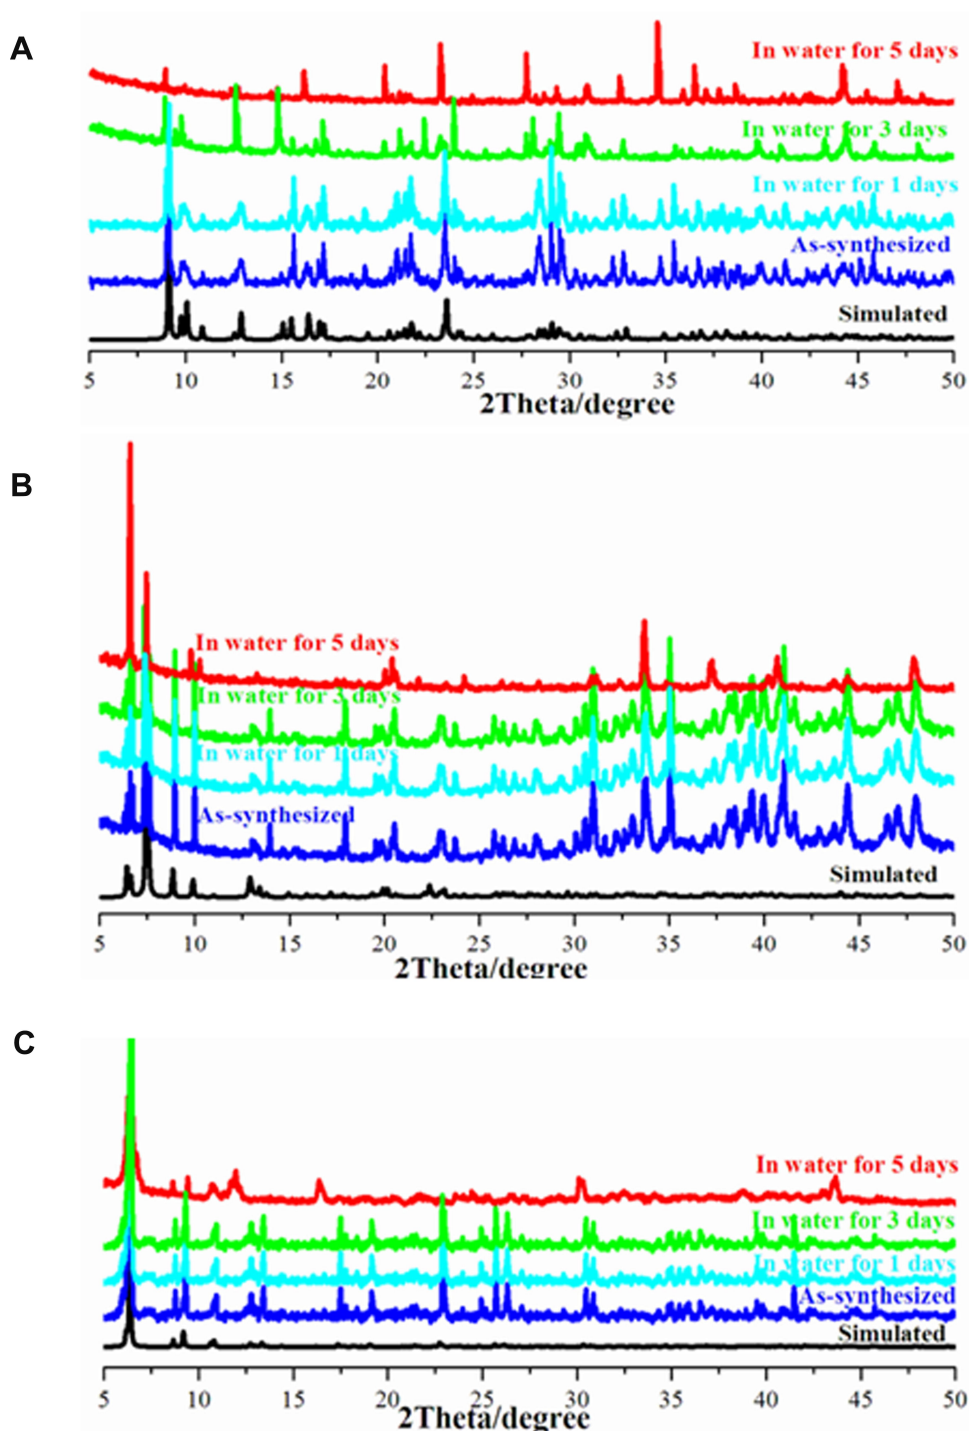 A
In water for 5 days
In water for 3 days
In water for 1 days
As-synthesized
Simulated
5 10 15 20 25 30 35 40 45 50
2Theta/degree
B
In water for 5 days
In water for 3 days
In water for 1 days
As-synthesized
Simulated
5 10 15 20 25 30 35 40 45 50
2Theta/degree
C
In water for 5 days
In water for 3 days
In water for 1 days
As-synthesized
Simulated
5 10 15 20 25 30 35 40 45 50
2Theta/degree